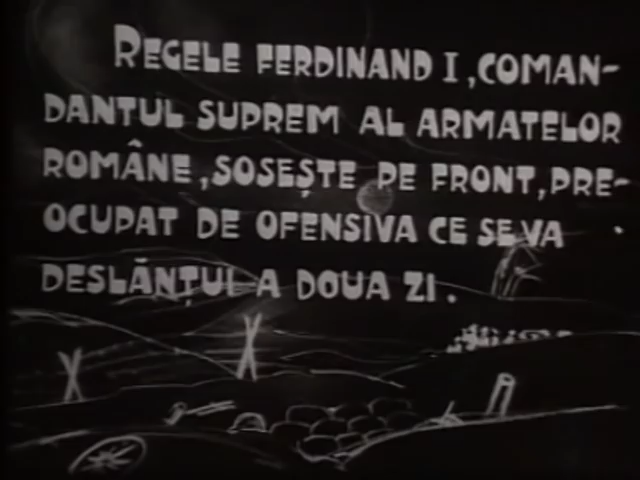 REGELE FERDINAND I, COMAN-
DANTUL SUPREM AL ARMATELOR
ROMÂNE, SOSEȘTE PE FRONT, PRE-
OCUPAT DE OFENSIVA CE SE VA
DESLĂNȚUI A DOUA ZI.